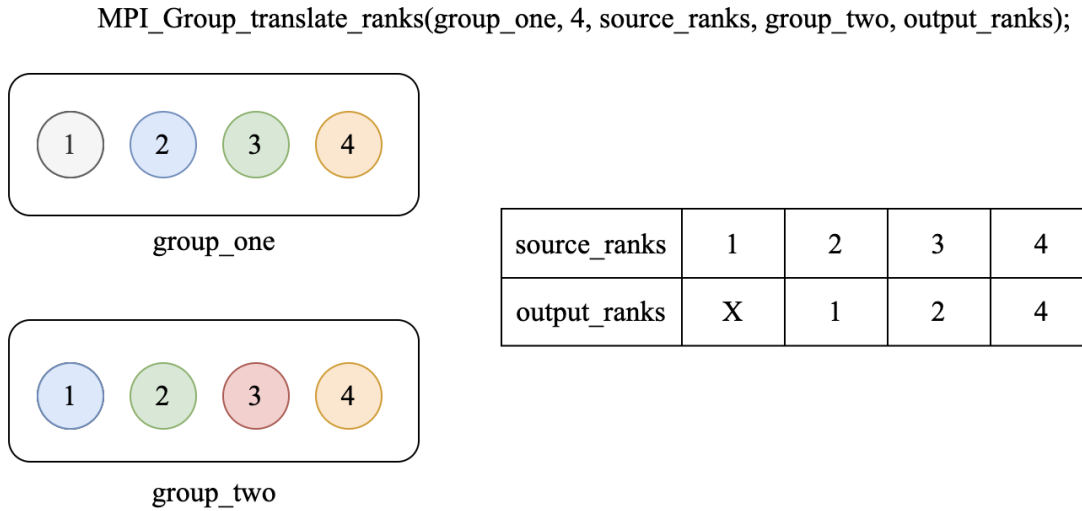 MPI_Group_translate_ranks(group_one, 4, source_ranks, group_two, output_ranks);
1 2 3 4
group_one
source_ranks 1 2 3 4
output_ranks X 1 2 4
1 2 3 4
group_two